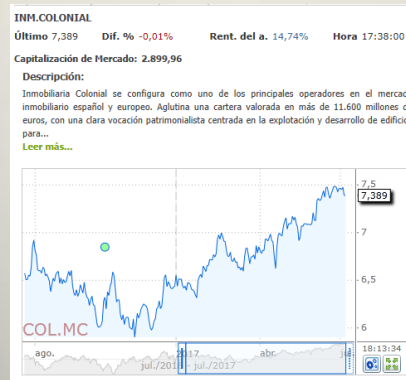 INM.COLONIAL
Último 7,389 Dif. % -0,01% Rent. del a. 14,74% Hora 17:38:00
Capitalización de Mercado: 2.899,96
Descripción:
Inmobiliaria Colonial se configura como uno de los principales operadores en el mercad
inmobiliario español y europeo. Aglutina una cartera valorada en más de 11.600 millones d
euros, con una clara vocación patrimonialista centrada en la explotación y desarrollo de edificio
para...
Leer más...
7,5
7,389
7
6,5
6
COL.MC
ago. 2017 abr. jul.
jul./2016 - jul./2017
18:13:34